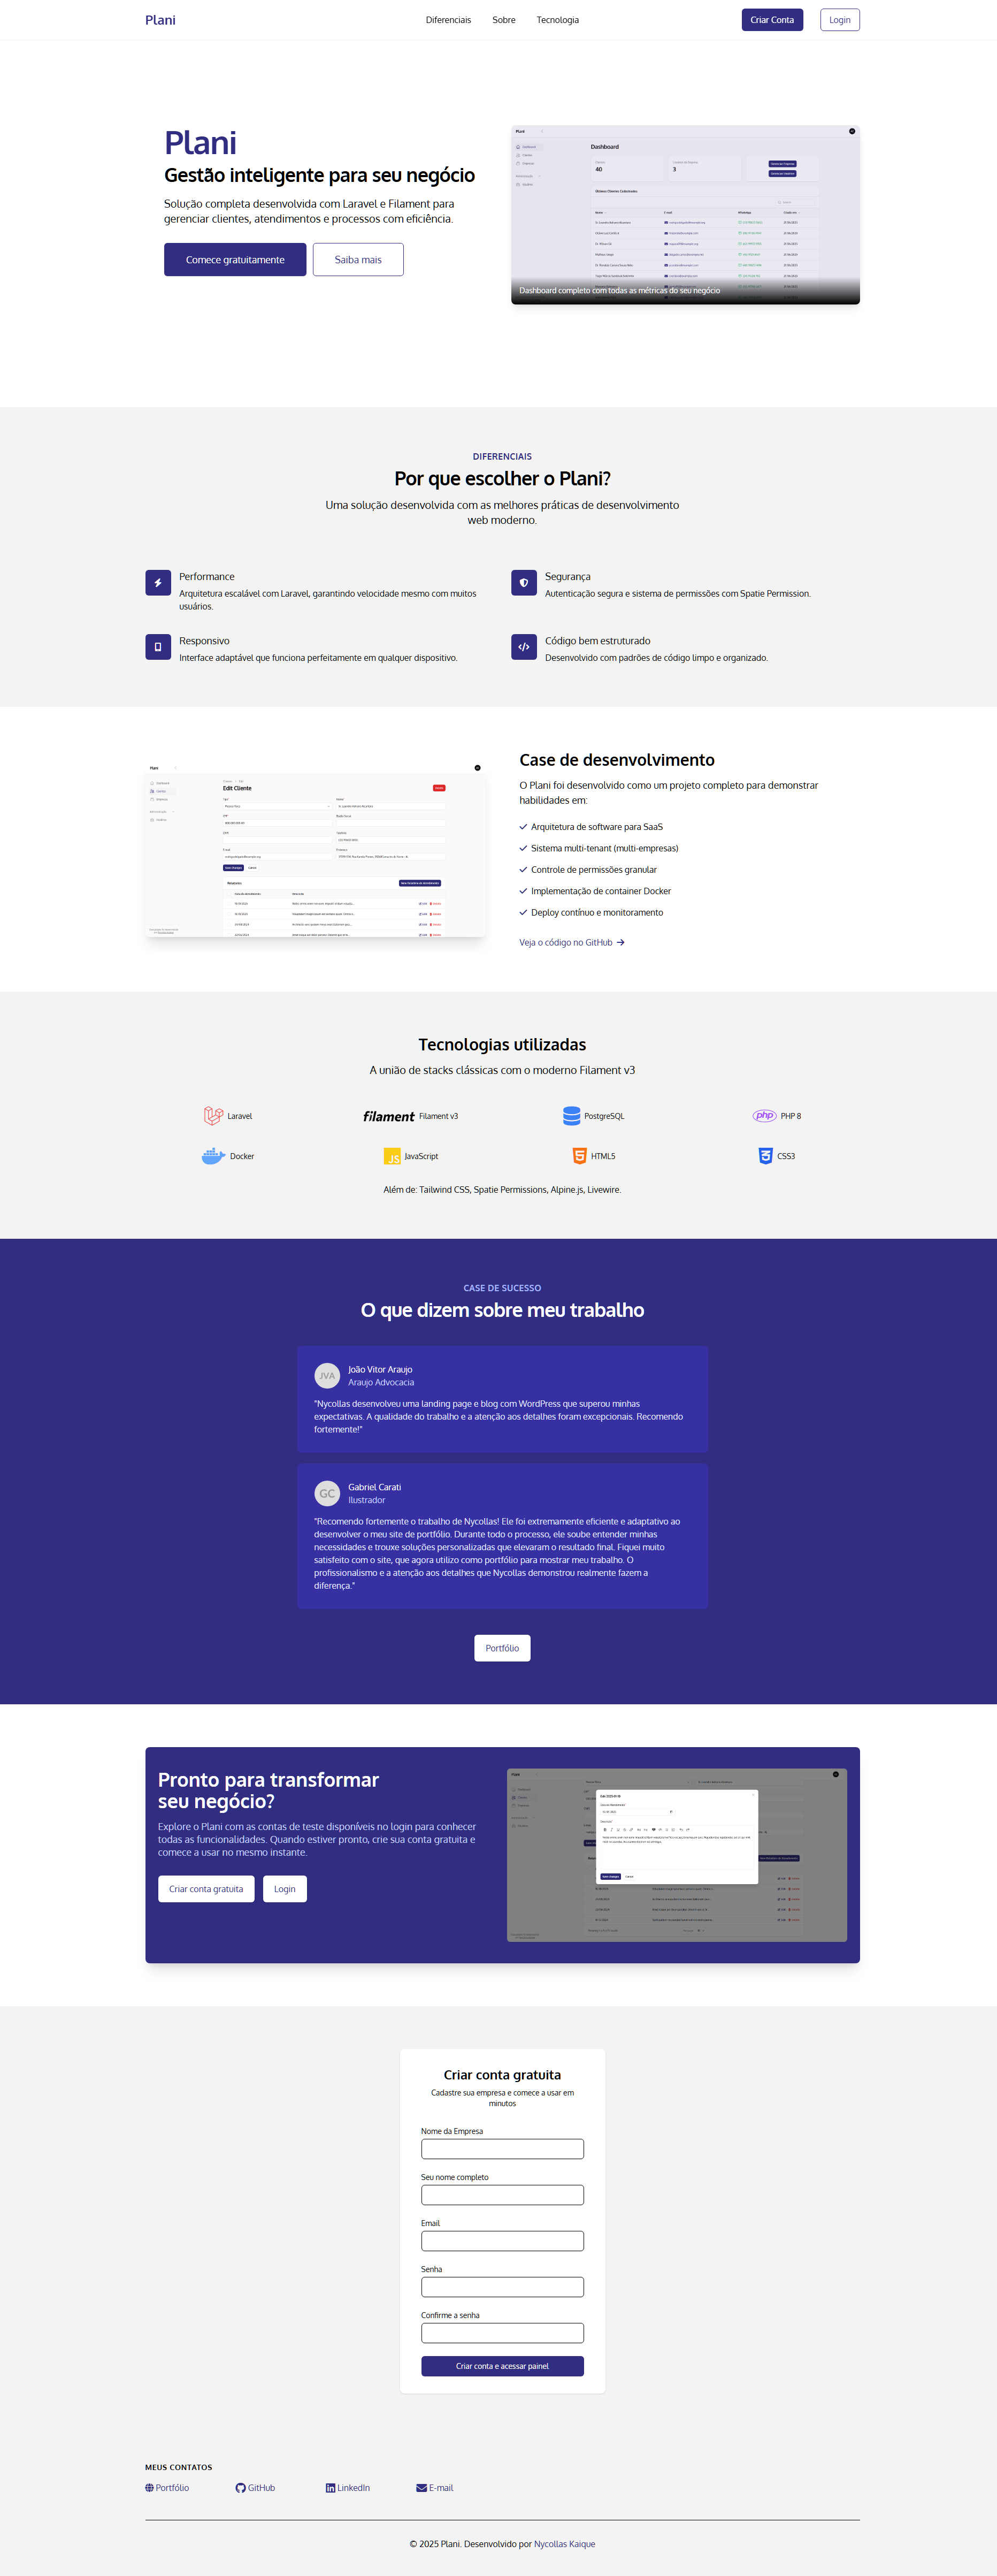 Plani
Diferenciais
Sobre
Tecnologia
Criar Conta
Login
Plani
Gestão inteligente para seu negócio
Solução completa desenvolvida com Laravel e Filament para
gerenciar clientes, atendimentos e processos com eficiência.
Comece gratuitamente
Saiba mais
Plani
Dashboard
Dashboard
40
3
Últimos Clientes Cadastrados
Dashboard completo com todas as métricas do seu negócio
DIFERENCIAIS
Por que escolher o Plani?
Uma solução desenvolvida com as melhores práticas de desenvolvimento
web moderno.
Performance
Arquitetura escalável com Laravel, garantindo velocidade mesmo com muitos
usuários.
Segurança
Autenticação segura e sistema de permissões com Spatie Permission.
Responsivo
Interface adaptável que funciona perfeitamente em qualquer dispositivo.
Código bem estruturado
Desenvolvido com padrões de código limpo e organizado.
Plani
Edit Cliente
Case de desenvolvimento
O Plani foi desenvolvido como um projeto completo para demonstrar
habilidades em:
Arquitetura de software para SaaS
Sistema multi-tenant (multi-empresas)
Controle de permissões granular
Implementação de container Docker
Deploy contínuo e monitoramento
Veja o código no GitHub
Tecnologias utilizadas
A união de stacks clássicas com o moderno Filament v3
Laravel
filament Filament v3
PostgreSQL
php PHP 8
Docker
JS JavaScript
HTML5
CSS3
Além de: Tailwind CSS, Spatie Permissions, Alpine.js, Livewire.
CASE DE SUCESSO
O que dizem sobre meu trabalho
JVA
João Vitor Araujo
Araujo Advocacia
"Nycollas desenvolveu uma landing page e blog com WordPress que superou minhas
expectativas. A qualidade do trabalho e a atenção aos detalhes foram excepcionais. Recomendo
fortemente!"
GC
Gabriel Carati
Ilustrador
"Recomendo fortemente o trabalho de Nycollas! Ele foi extremamente eficiente e adaptativo ao
desenvolver o meu site de portfólio. Durante todo o processo, ele soube entender minhas
necessidades e trouxe soluções personalizadas que elevaram o resultado final. Fiquei muito
satisfeito com o site, que agora utilizo como portfólio para mostrar meu trabalho. O
profissionalismo e a atenção aos detalhes que Nycollas demonstrou realmente fazem a
diferença."
Portfólio
Pronto para transformar
seu negócio?
Explore o Plani com as contas de teste disponíveis no login para conhecer
todas as funcionalidades. Quando estiver pronto, crie sua conta gratuita e
comece a usar no mesmo instante.
Criar conta gratuita
Login
Plani
Criar conta gratuita
Cadastre sua empresa e comece a usar em
minutos
Nome da Empresa
Seu nome completo
Email
Senha
Confirme a senha
Criar conta e acessar painel
MEUS CONTATOS
Portfólio
GitHub
LinkedIn
E-mail
© 2025 Plani. Desenvolvido por Nycollas Kaique